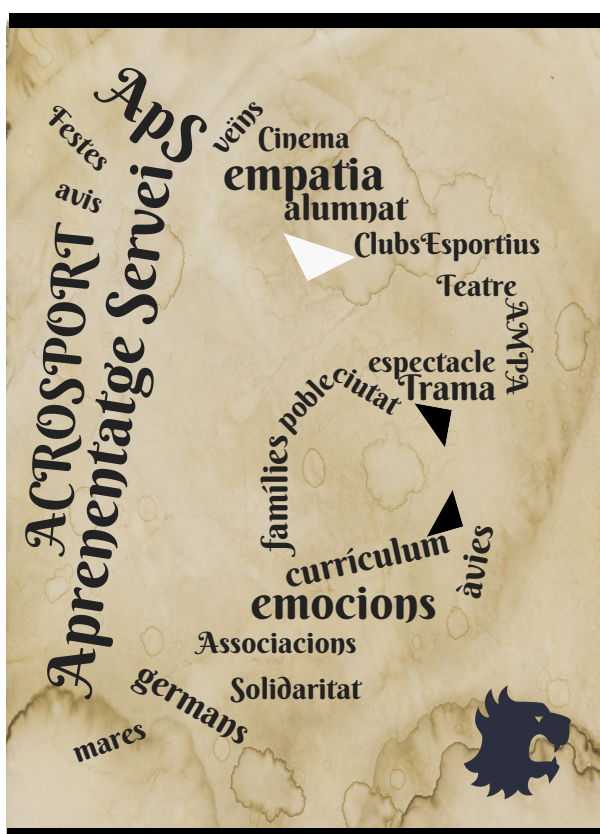 ApS
veïns
Festes
Cinema
empatia
avis
alumnat
ClubsEsportius
Teatre
AMPA
ACROSPORT
Aprenentatge Servei
espectacle
Trama
ciutat
poble
famílies
currículum
àvies
emocions
Associacions
germans
Solidaritat
mares